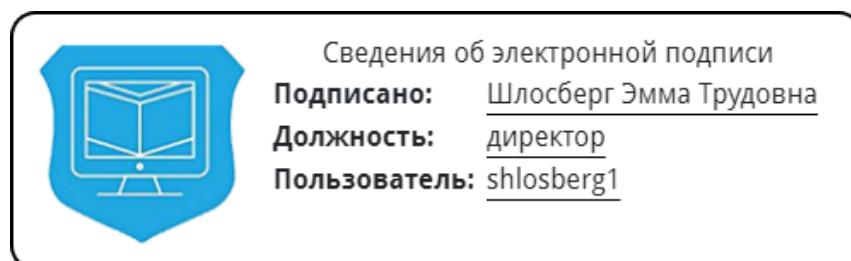 Сведения об электронной подписи
Подписано: Шлосберг Эмма Трудовна
Должность: директор
Пользователь: shlosberg1